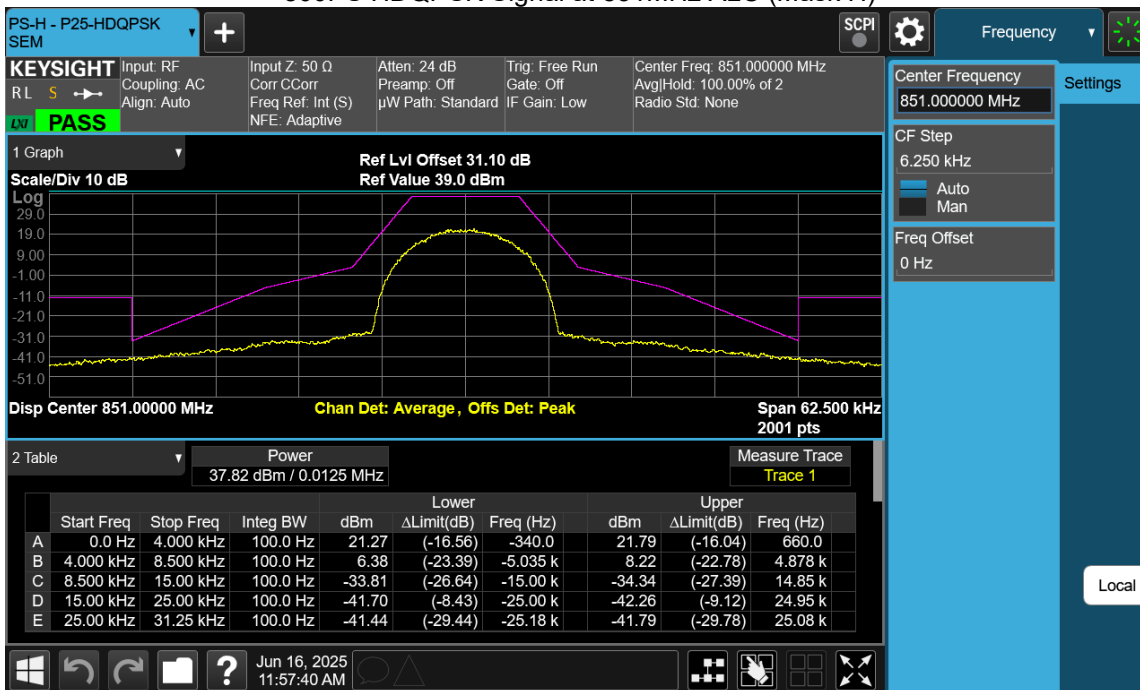 PS-H - P25-HDQPSK
SEM
SCPI
Frequency
KEYSIGHT
RL S
LXI PASS
Input: RF
Coupling: AC
Align: Auto
Input Z: 50 Ω
Corr CCorr
Freq Ref: Int (S)
NFE: Adaptive
Atten: 24 dB
Preamp: Off
µW Path: Standard
Trig: Free Run
Gate: Off
IF Gain: Low
Center Freq: 851.000000 MHz
Avg|Hold: 100.00% of 2
Radio Std: None
Center Frequency
851.000000 MHz
Settings
CF Step
6.250 kHz
Auto
Man
Freq Offset
0 Hz
Local
1 Graph
Scale/Div 10 dB
Ref Lvl Offset 31.10 dB
Ref Value 39.0 dBm
Log
29.0
19.0
9.00
-1.00
-11.0
-21.0
-31.0
-41.0
-51.0
Disp Center 851.00000 MHz
Chan Det: Average, Offs Det: Peak
Span 62.500 kHz
2001 pts
2 Table
Power
37.82 dBm / 0.0125 MHz
Measure Trace
Trace 1
Lower Upper
Start Freq Stop Freq Integ BW dBm ΔLimit(dB) Freq (Hz) dBm ΔLimit(dB) Freq (Hz)
A 0.0 Hz 4.000 kHz 100.0 Hz 21.27 (-16.56) -340.0 21.79 (-16.04) 660.0
B 4.000 kHz 8.500 kHz 100.0 Hz 6.38 (-23.39) -5.035 k 8.22 (-22.78) 4.878 k
C 8.500 kHz 15.00 kHz 100.0 Hz -33.81 (-26.64) -15.00 k -34.34 (-27.39) 14.85 k
D 15.00 kHz 25.00 kHz 100.0 Hz -41.70 (-8.43) -25.00 k -42.26 (-9.12) 24.95 k
E 25.00 kHz 31.25 kHz 100.0 Hz -41.44 (-29.44) -25.18 k -41.79 (-29.78) 25.08 k
?
Jun 16, 2025
11:57:40 AM